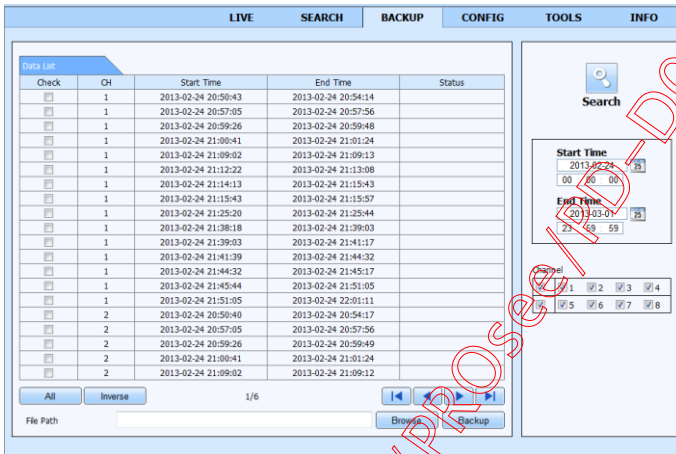 LIVE SEARCH BACKUP CONFIG TOOLS INFO
Data List
Check CH Start Time End Time Status
1 2013-02-24 20:50:43 2013-02-24 20:54:14
1 2013-02-24 20:57:05 2013-02-24 20:57:56
1 2013-02-24 20:59:26 2013-02-24 20:59:48
1 2013-02-24 21:00:41 2013-02-24 21:01:24
1 2013-02-24 21:09:02 2013-02-24 21:09:13
1 2013-02-24 21:12:22 2013-02-24 21:13:08
1 2013-02-24 21:14:13 2013-02-24 21:15:43
1 2013-02-24 21:15:43 2013-02-24 21:15:57
1 2013-02-24 21:25:20 2013-02-24 21:25:44
1 2013-02-24 21:38:18 2013-02-24 21:39:03
1 2013-02-24 21:39:03 2013-02-24 21:41:17
1 2013-02-24 21:41:39 2013-02-24 21:44:32
1 2013-02-24 21:44:32 2013-02-24 21:45:17
1 2013-02-24 21:45:44 2013-02-24 21:51:05
1 2013-02-24 21:51:05 2013-02-24 22:01:11
2 2013-02-24 20:50:40 2013-02-24 20:54:17
2 2013-02-24 20:57:05 2013-02-24 20:57:56
2 2013-02-24 20:59:26 2013-02-24 20:59:49
2 2013-02-24 21:00:41 2013-02-24 21:01:24
2 2013-02-24 21:09:02 2013-02-24 21:09:12
All Inverse 1/6
File Path Browse Backup
Search
Start Time
2013-02-24 25
00 : 00 : 00
End Time
2013-03-01 25
23 : 59 : 59
Channel
1 2 3 4
5 6 7 8
/PROSee/PD-Do